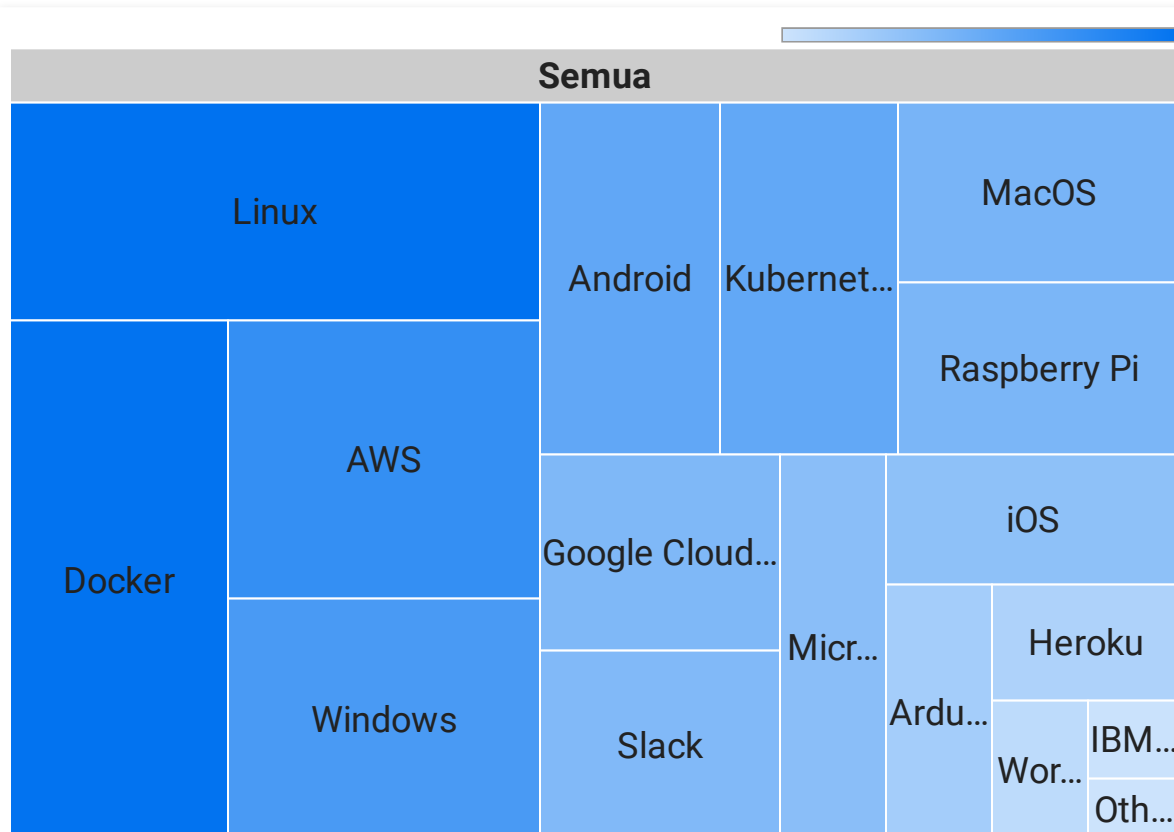 Semua
Linux
Android
Kubernet...
MacOS
Raspberry Pi
AWS
Docker
Windows
Google Cloud...
Slack
Micr...
iOS
Ardu...
Heroku
Wor...
IBM...
Oth...